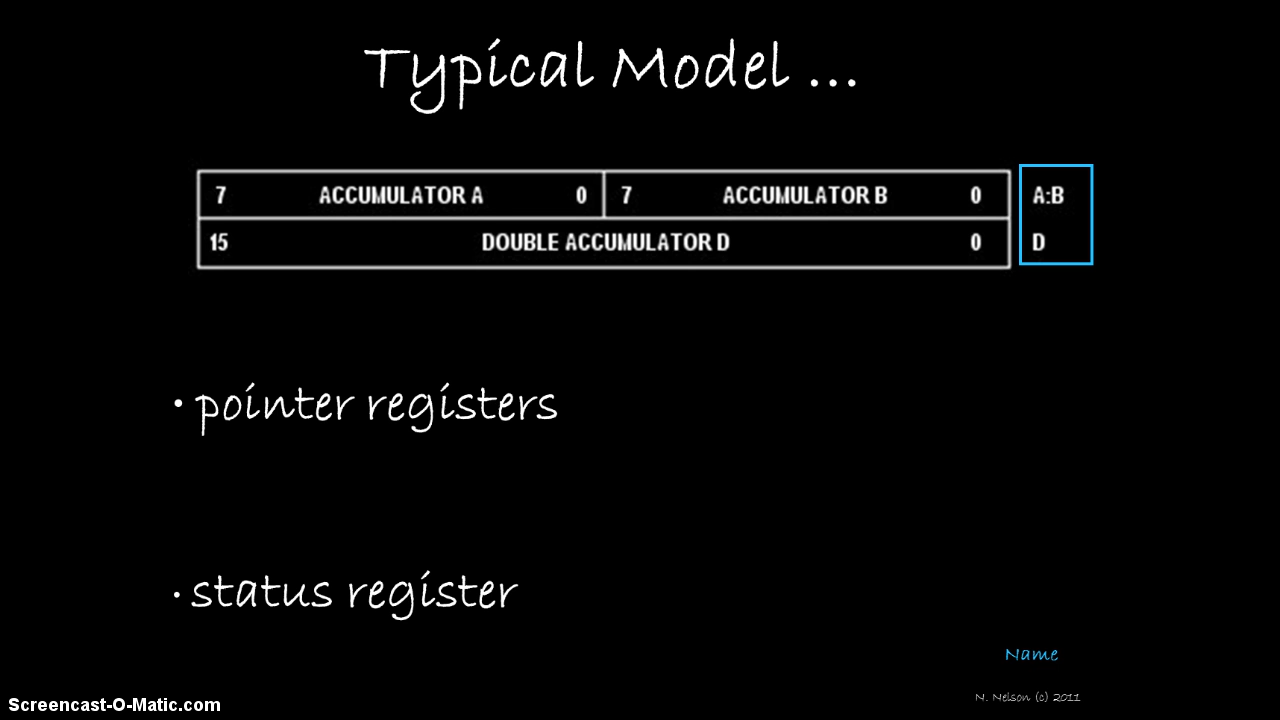 Typical Model ...
7 ACCUMULATOR A 0 7 ACCUMULATOR B 0 A:B
15 DOUBLE ACCUMULATOR D 0 D
• pointer registers
• status register
Name
N. Nelson (c) 2011
Screencast-O-Matic.com